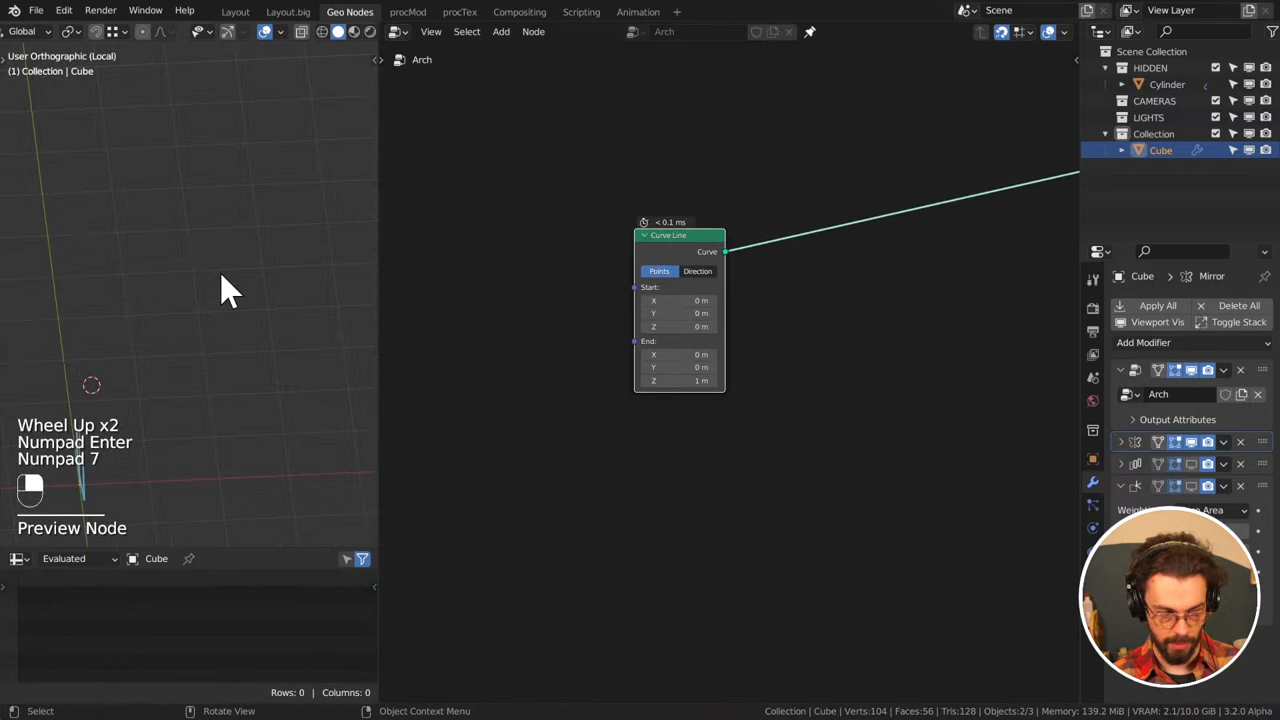 File Edit Render Window Help Layout Layout.big Geo Nodes procMod procTex Compositing Scripting Animation + Scene View Layer
Global View Select Add Node Arch
User Orthographic (Local)
(1) Collection | Cube
Arch
Scene Collection
HIDDEN
Cylinder
CAMERAS
LIGHTS
Collection
Cube
< 0.1 ms
Curve Line
Curve
Points Direction
Start:
X 0 m
Y 0 m
Z 0 m
End:
X 0 m
Y 0 m
Z 1 m
Cube > Mirror
Apply All Delete All
Viewport Vis Toggle Stack
Add Modifier
Arch
Output Attributes
Area
Wheel Up x2
Numpad Enter
Numpad 7
Preview Node
Evaluated Cube
Rows: 0 | Columns: 0
Select Rotate View Object Context Menu Collection | Cube | Verts:104 | Faces:56 | Tris:128 | Objects:2/3 | Memory: 139.2 MiB | VRAM: 2.1/10.0 GiB | 3.2.0 Alpha